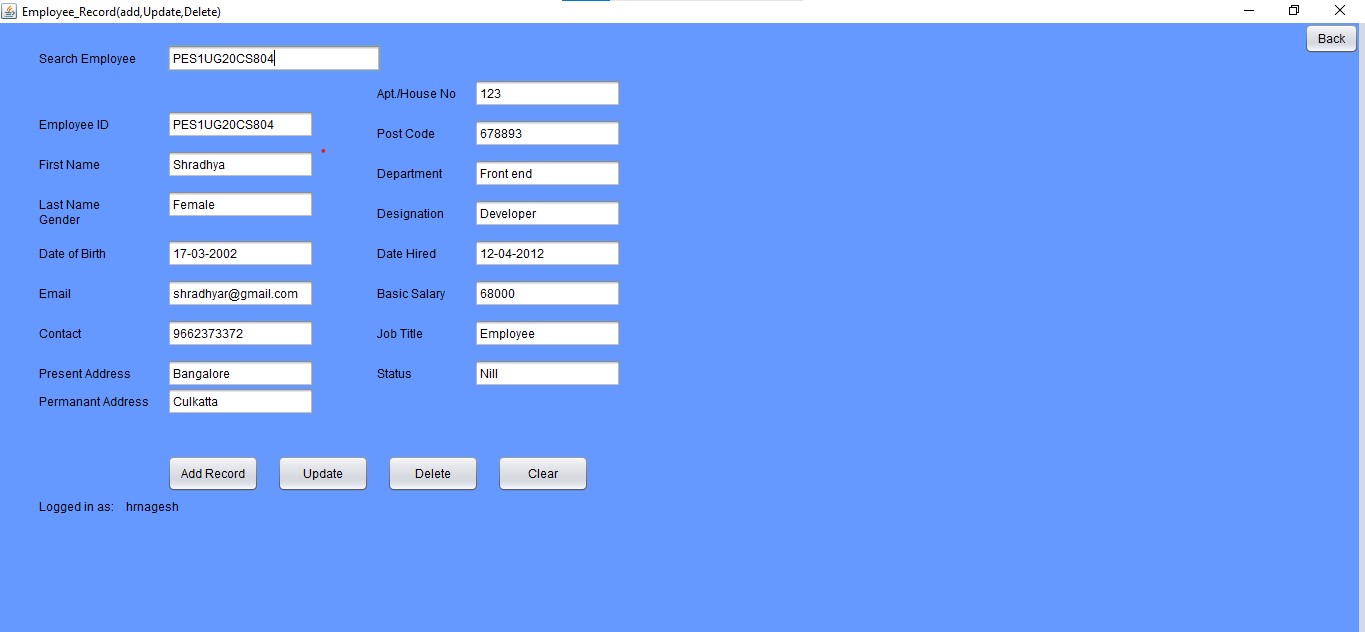 Employee_Record(add,Update,Delete)
Back
Search Employee PES1UG20CS804
Apt./House No 123
Employee ID PES1UG20CS804
Post Code 678893
First Name Shradhya *
Department Front end
Last Name Female
Gender
Designation Developer
Date of Birth 17-03-2002
Date Hired 12-04-2012
Email shradhyar@gmail.com
Basic Salary 68000
Contact 9662373372
Job Title Employee
Present Address Bangalore
Status Nill
Permanant Address Culkatta
Add Record Update Delete Clear
Logged in as: hrnagesh